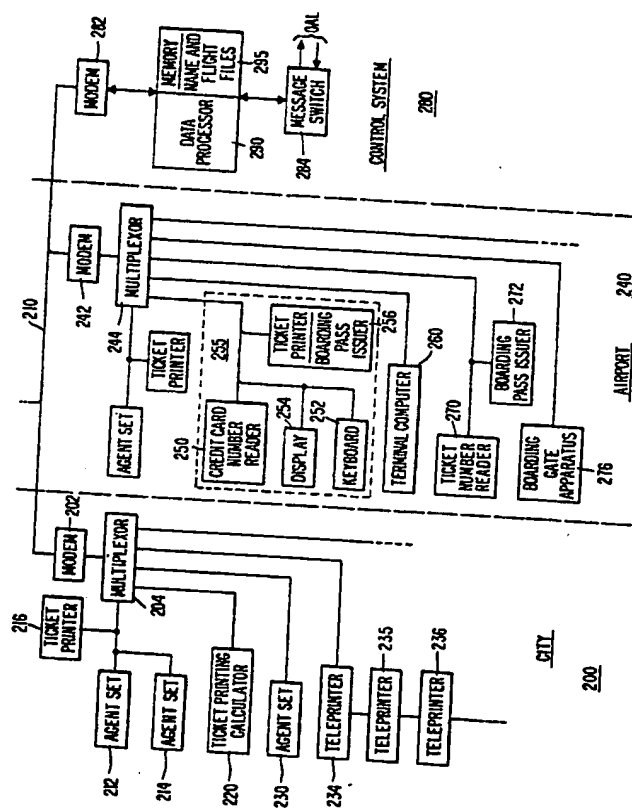 216
TICKET
PRINTER
212
AGENT SET
214
AGENT SET
220
TICKET PRINTING
CALCULATOR
230
AGENT SET
234
TELEPRINTER
235
TELEPRINTER
236
TELEPRINTER
202
MODEM
MULTIPLEXOR
204
CITY
200
210
242
MODEM
244
MULTIPLEXOR
AGENT SET
TICKET
PRINTER
250
255
CREDIT CARD
NUMBER
READER
254
DISPLAY
252
KEYBOARD
TICKET PRINTER
BOARDING
PASS
ISSUER
256
TERMINAL COMPUTER
260
270
TICKET
NUMBER
READER
272
BOARDING
PASS ISSUER
BOARDING
GATE
APPARATUS
276
AIRPORT
240
282
MODEM
DATA
PROCESSOR
290
MEMORY
NAME AND
FLIGHT
FILES
295
MESSAGE
SWITCH
284
OAL
CONTROL SYSTEM
280